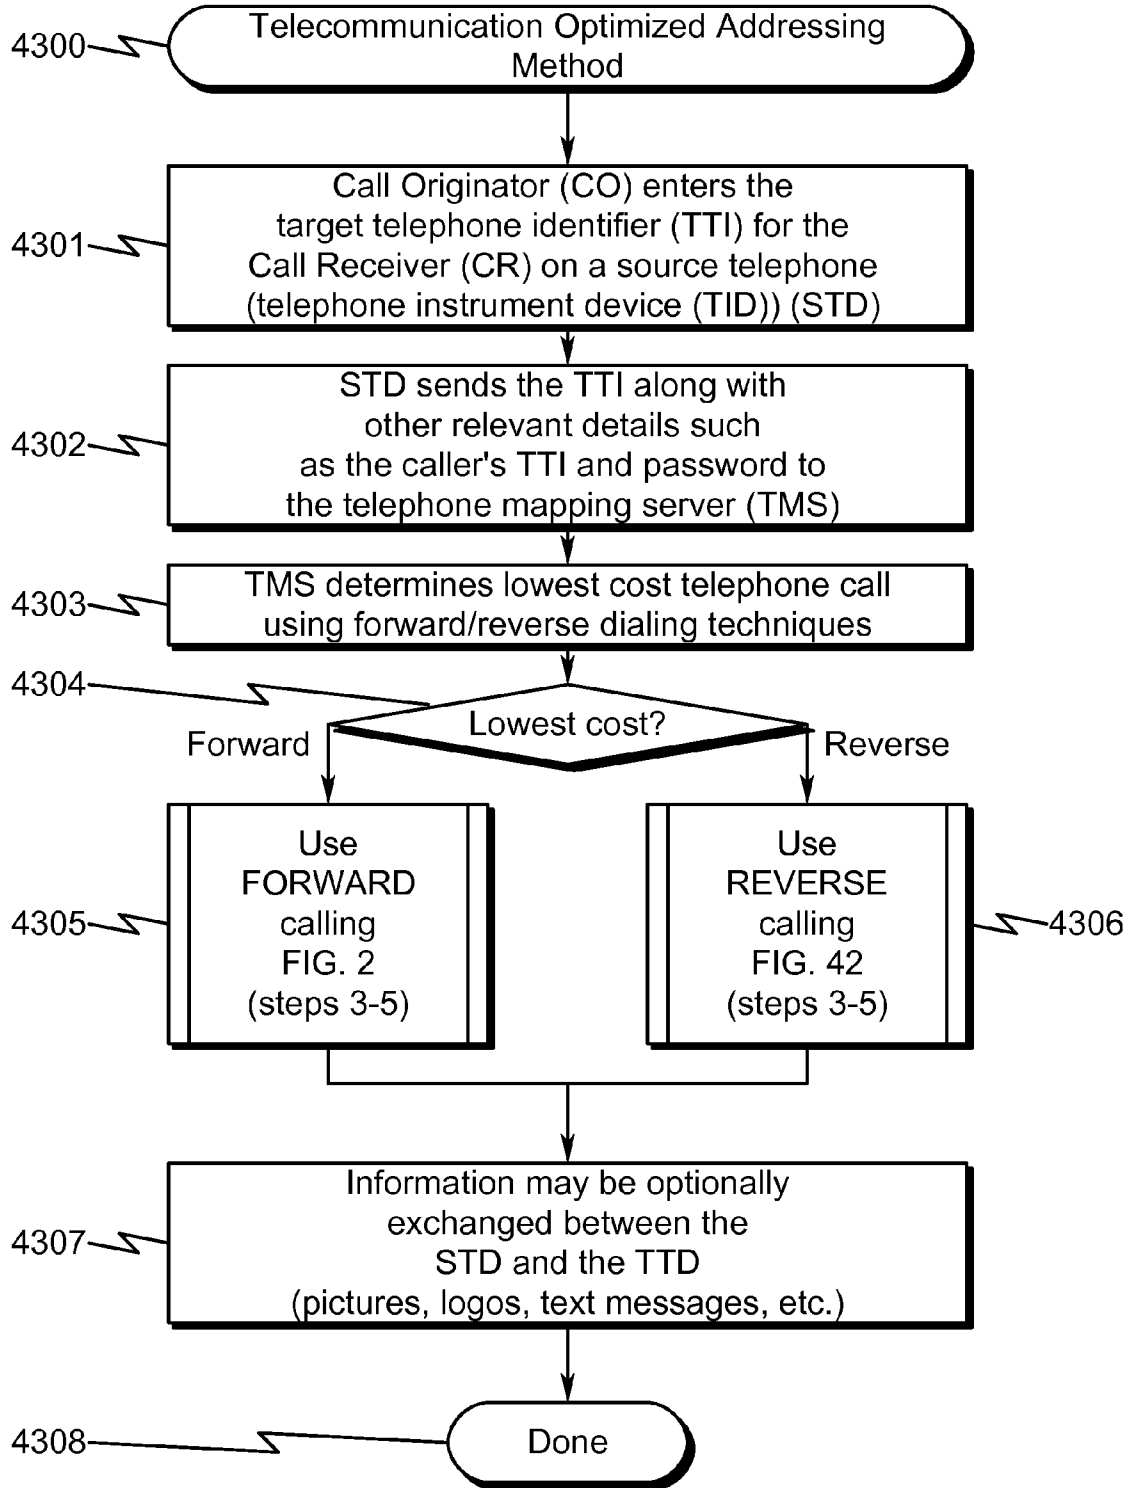 4300
Telecommunication Optimized Addressing
Method
4301
Call Originator (CO) enters the
target telephone identifier (TTI) for the
Call Receiver (CR) on a source telephone
(telephone instrument device (TID)) (STD)
4302
STD sends the TTI along with
other relevant details such
as the caller's TTI and password to
the telephone mapping server (TMS)
4303
TMS determines lowest cost telephone call
using forward/reverse dialing techniques
4304
Lowest cost?
Forward
Reverse
4305
Use
FORWARD
calling
FIG. 2
(steps 3-5)
Use
REVERSE
calling
FIG. 42
(steps 3-5)
4306
4307
Information may be optionally
exchanged between the
STD and the TTD
(pictures, logos, text messages, etc.)
4308
Done